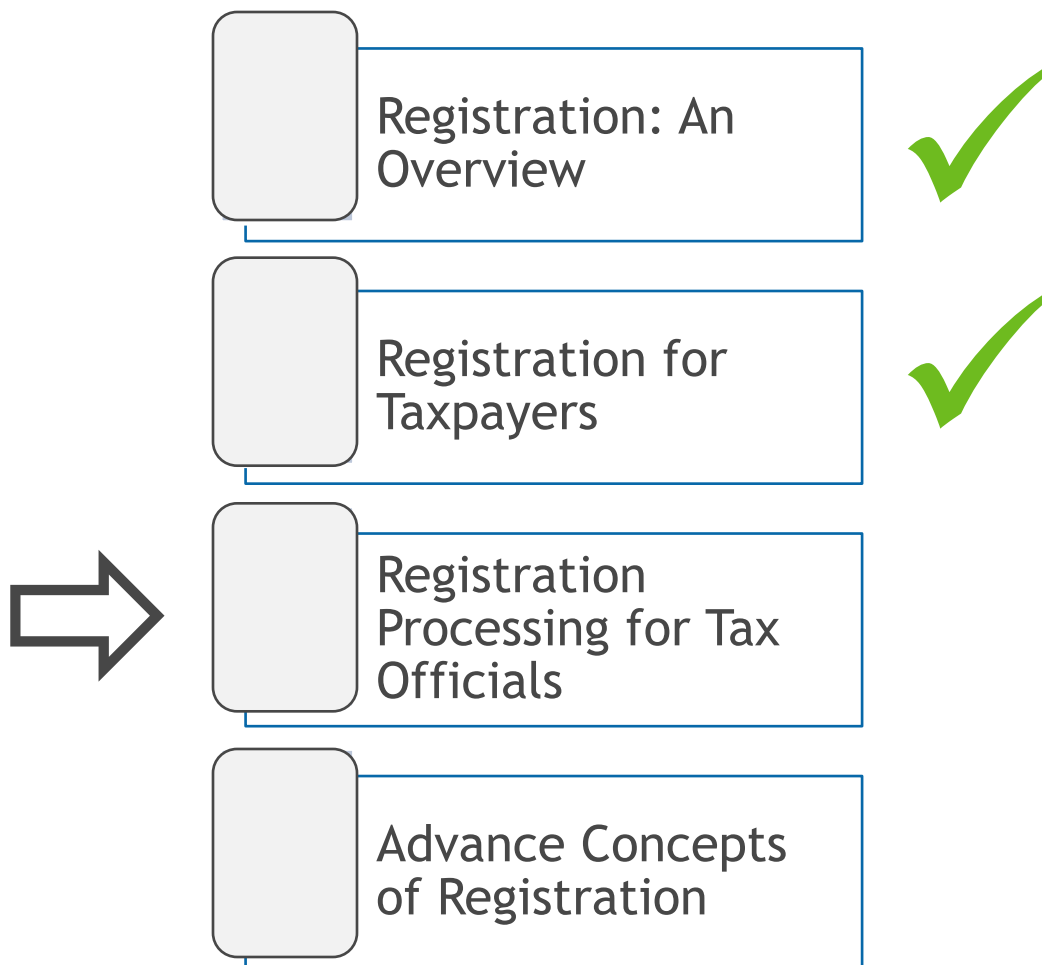 Registration: An
Overview
Registration for
Taxpayers
Registration
Processing for Tax
Officials
Advance Concepts
of Registration